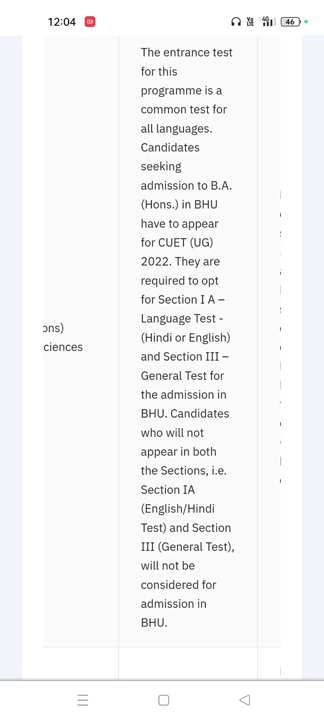 12:04
46
The entrance test
for this
programme is a
common test for
all languages.
Candidates
seeking
admission to B.A.
(Hons.) in BHU
have to appear
for CUET (UG)
2022. They are
required to opt
for Section I A –
Language Test -
(Hindi or English)
and Section III –
General Test for
the admission in
BHU. Candidates
who will not
appear in both
the Sections, i.e.
Section IA
(English/Hindi
Test) and Section
III (General Test),
will not be
considered for
admission in
BHU.
ons)
ciences